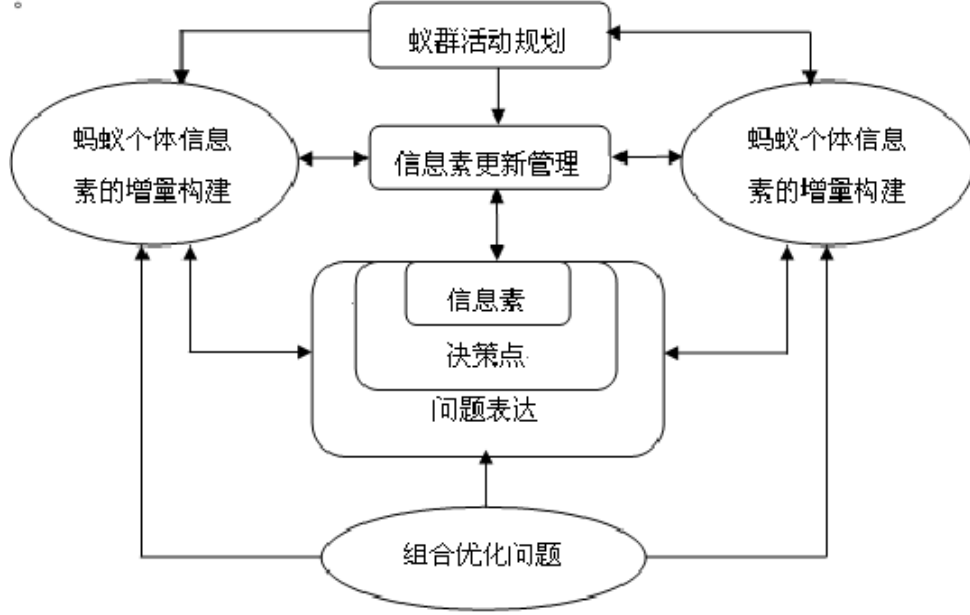 。
蚁群活动规划
蚂蚁个体信息
素的增量构建
信息素更新管理
蚂蚁个体信息
素的增量构建
信息素
决策点
问题表达
组合优化问题